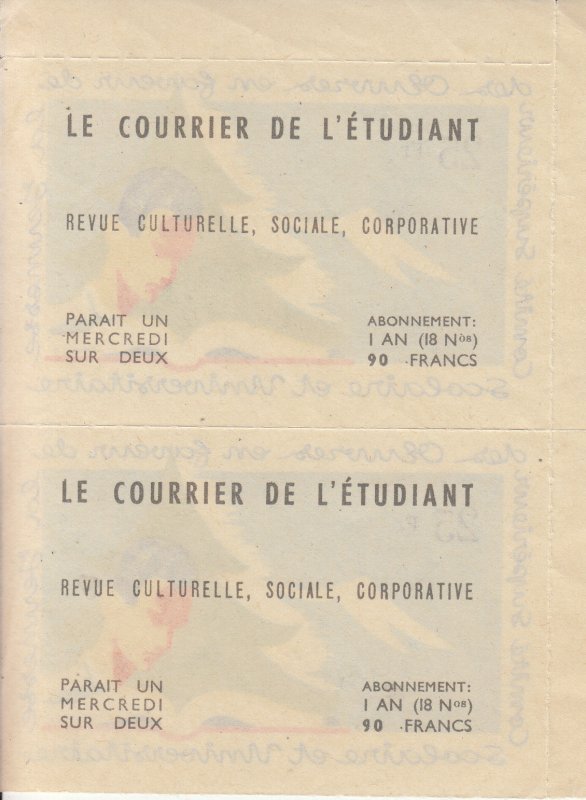 LE COURRIER DE L'ÉTUDIANT
REVUE CULTURELLE, SOCIALE, CORPORATIVE
PARAIT UN
MERCREDI
SUR DEUX
ABONNEMENT:
1 AN (18 Nos)
90 FRANCS
LE COURRIER DE L'ÉTUDIANT
REVUE CULTURELLE, SOCIALE, CORPORATIVE
PARAIT UN
MERCREDI
SUR DEUX
ABONNEMENT:
1 AN (18 Nos)
90 FRANCS